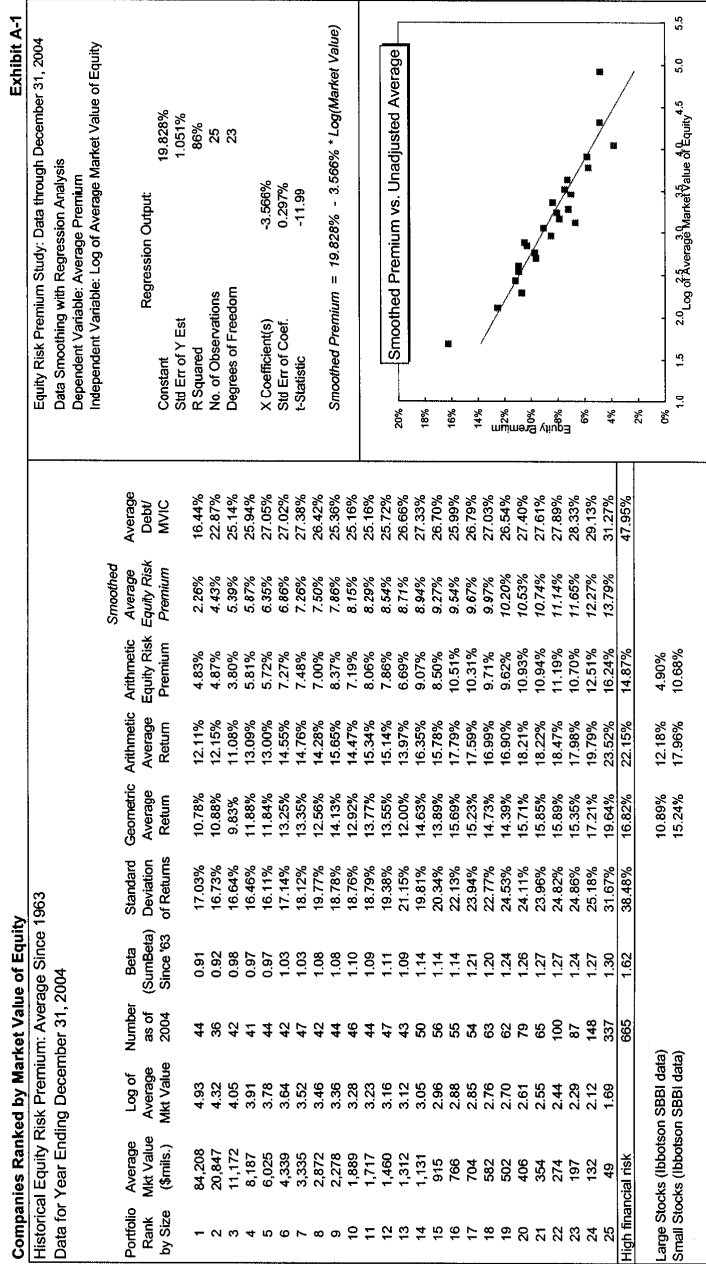 Companies Ranked by Market Value of Equity
Exhibit A-1
Historical Equity Risk Premium: Average Since 1963
Data for Year Ending December 31, 2004
Portfolio Rank by Size | Average Mkt Value ($mils.) | Log of Average Mkt Value | Number as of 2004 | Beta (SumBeta) Since '63 | Standard Deviation of Returns | Geometric Average Return | Arithmetic Average Return | Arithmetic Equity Risk Premium | Smoothed Average Equity Risk Premium | Average Debt/ MVIC
1 84,208 4.93 44 0.91 17.03% 10.78% 12.11% 4.83% 2.26% 16.44%
2 20,847 4.32 36 0.92 16.73% 10.88% 12.15% 4.87% 4.43% 22.87%
3 11,172 4.05 42 0.98 16.64% 9.83% 11.08% 3.80% 5.39% 25.14%
4 8,187 3.91 41 0.97 16.46% 11.88% 13.09% 5.81% 5.87% 25.94%
5 6,025 3.78 44 0.97 16.11% 11.84% 13.00% 5.72% 6.35% 27.05%
6 4,339 3.64 42 1.03 17.14% 13.25% 14.55% 7.27% 6.86% 27.02%
7 3,335 3.52 47 1.03 18.12% 13.35% 14.76% 7.48% 7.26% 27.38%
8 2,872 3.46 42 1.08 19.77% 12.56% 14.28% 7.00% 7.50% 26.42%
9 2,278 3.36 44 1.08 18.78% 14.13% 15.65% 8.37% 7.86% 25.36%
10 1,889 3.28 46 1.10 18.76% 12.92% 14.47% 7.19% 8.15% 25.16%
11 1,717 3.23 44 1.09 18.79% 13.77% 15.34% 8.06% 8.29% 25.16%
12 1,460 3.16 47 1.11 19.38% 13.55% 15.14% 7.86% 8.54% 25.72%
13 1,312 3.12 43 1.09 21.15% 12.00% 13.97% 6.69% 8.71% 26.66%
14 1,131 3.05 50 1.14 19.81% 14.63% 16.35% 9.07% 8.94% 27.33%
15 915 2.96 56 1.14 20.34% 13.89% 15.78% 8.50% 9.27% 26.70%
16 766 2.88 55 1.14 22.13% 15.69% 17.79% 10.51% 9.54% 25.99%
17 704 2.85 54 1.21 23.94% 15.23% 17.59% 10.31% 9.67% 26.79%
18 582 2.76 63 1.20 22.77% 14.73% 16.99% 9.71% 9.97% 27.03%
19 502 2.70 62 1.24 24.53% 14.39% 16.90% 9.62% 10.20% 26.54%
20 406 2.61 79 1.26 24.11% 15.71% 18.21% 10.93% 10.53% 27.40%
21 354 2.55 65 1.27 23.96% 15.85% 18.22% 10.94% 10.74% 27.61%
22 274 2.44 100 1.27 24.82% 15.89% 18.47% 11.19% 11.14% 27.89%
23 197 2.29 87 1.24 24.86% 15.35% 17.98% 10.70% 11.65% 28.33%
24 132 2.12 148 1.27 25.18% 17.21% 19.79% 12.51% 12.27% 29.13%
25 49 1.69 337 1.30 31.67% 19.64% 23.52% 16.24% 13.79% 31.27%
High financial risk 665 1.62 38.48% 16.82% 22.15% 14.87% 47.95%
Large Stocks (Ibbotson SBBI data) 10.89% 12.18% 4.90%
Small Stocks (Ibbotson SBBI data) 15.24% 17.96% 10.68%
Equity Risk Premium Study: Data through December 31, 2004
Data Smoothing with Regression Analysis
Dependent Variable: Average Premium
Independent Variable: Log of Average Market Value of Equity
Regression Output:
Constant 19.828%
Std Err of Y Est 1.051%
R Squared 86%
No. of Observations 25
Degrees of Freedom 23
X Coefficient(s) -3.566%
Std Err of Coef. 0.297%
t-Statistic -11.99
Smoothed Premium = 19.828% - 3.566% * Log(Market Value)
Smoothed Premium vs. Unadjusted Average
Equity Premium
20%
18%
16%
14%
12%
10%
8%
6%
4%
2%
0%
1.0 1.5 2.0 2.5 3.0 3.5 4.0 4.5 5.0 5.5
Log of Average Market Value of Equity